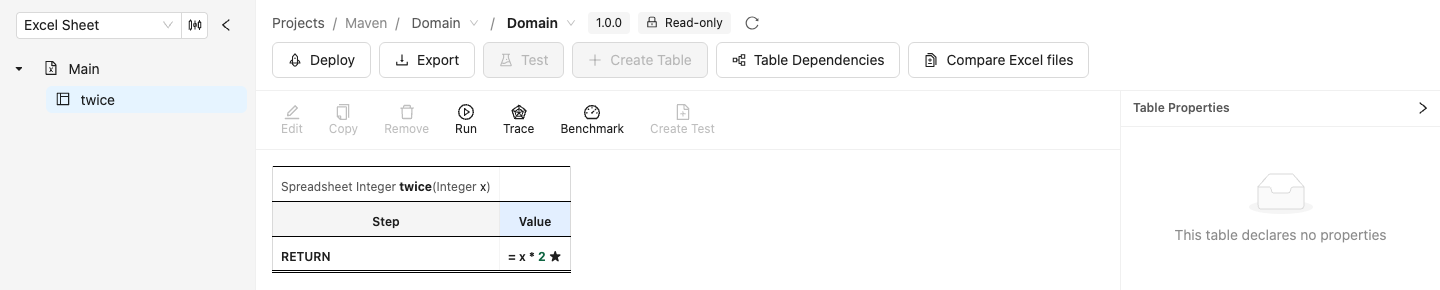 Excel Sheet
Projects / Maven / Domain / Domain 1.0.0 Read-only
Deploy Export Test Create Table Table Dependencies Compare Excel files
Main
twice
Edit Copy Remove Run Trace Benchmark Create Test
Table Properties
Spreadsheet Integer twice(Integer x)
Step Value
RETURN = x * 2
This table declares no properties